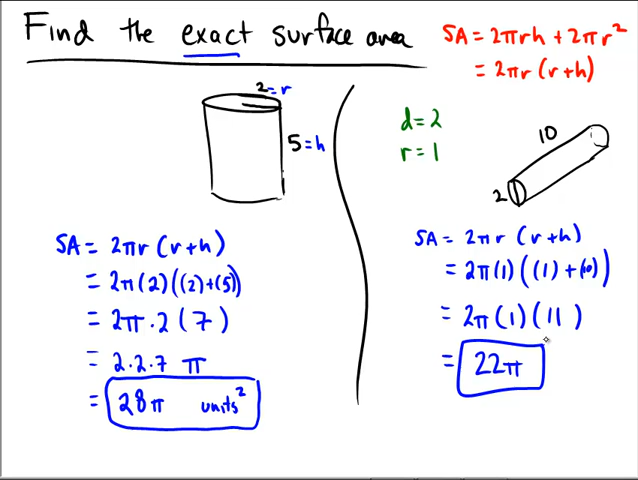 Find the exact surface area
SA = 2πrh + 2πr²
= 2πr (r+h)
2=r
5=h
SA = 2πr (r+h)
= 2π(2)((2)+(5))
= 2π·2(7)
= 2·2·7 π
= 28π units²
d=2
r=1
10
2
SA = 2πr (r+h)
= 2π(1)((1)+(10))
= 2π(1)(11)
= 22π